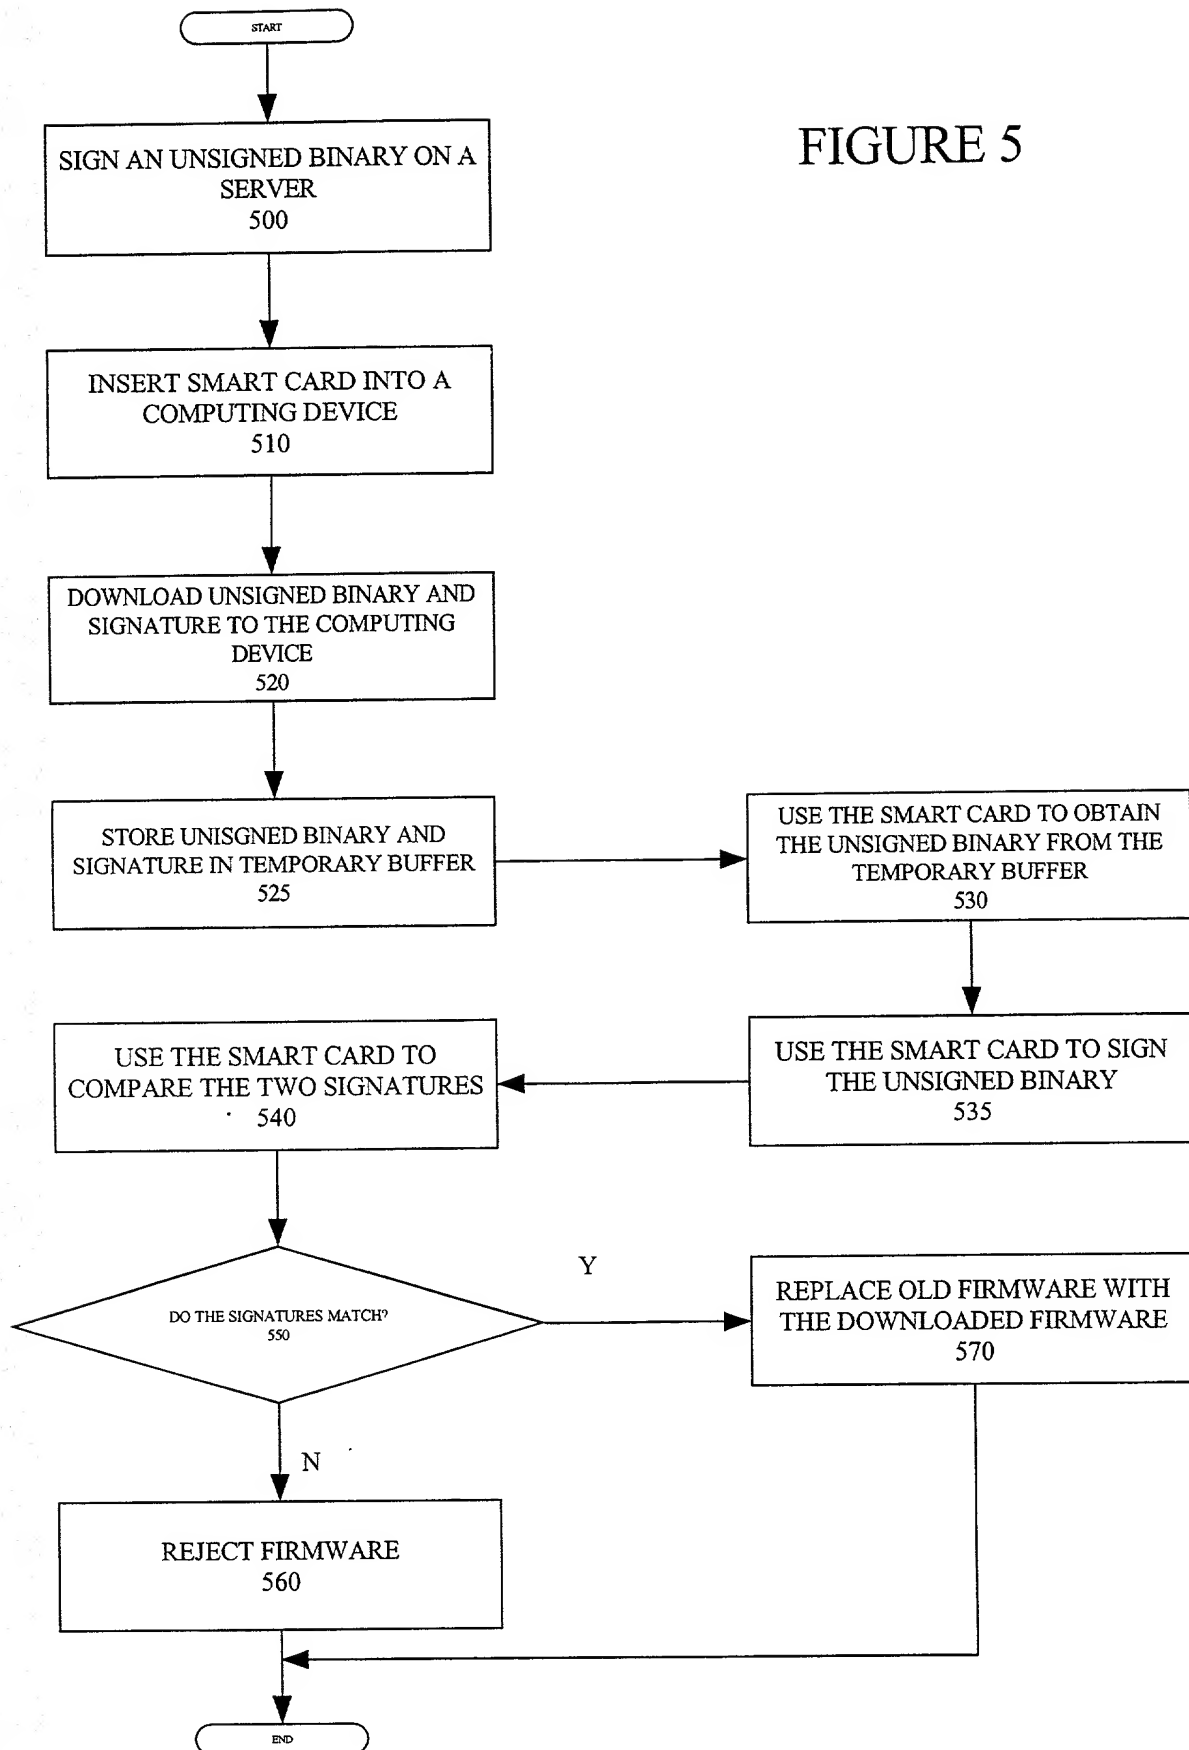 START
FIGURE 5
SIGN AN UNSIGNED BINARY ON A
SERVER
500
INSERT SMART CARD INTO A
COMPUTING DEVICE
510
DOWNLOAD UNSIGNED BINARY AND
SIGNATURE TO THE COMPUTING
DEVICE
520
STORE UNISGNED BINARY AND
SIGNATURE IN TEMPORARY BUFFER
525
USE THE SMART CARD TO OBTAIN
THE UNSIGNED BINARY FROM THE
TEMPORARY BUFFER
530
USE THE SMART CARD TO SIGN
THE UNSIGNED BINARY
535
USE THE SMART CARD TO
COMPARE THE TWO SIGNATURES
540
DO THE SIGNATURES MATCH?
550
Y
REPLACE OLD FIRMWARE WITH
THE DOWNLOADED FIRMWARE
570
N
REJECT FIRMWARE
560
END